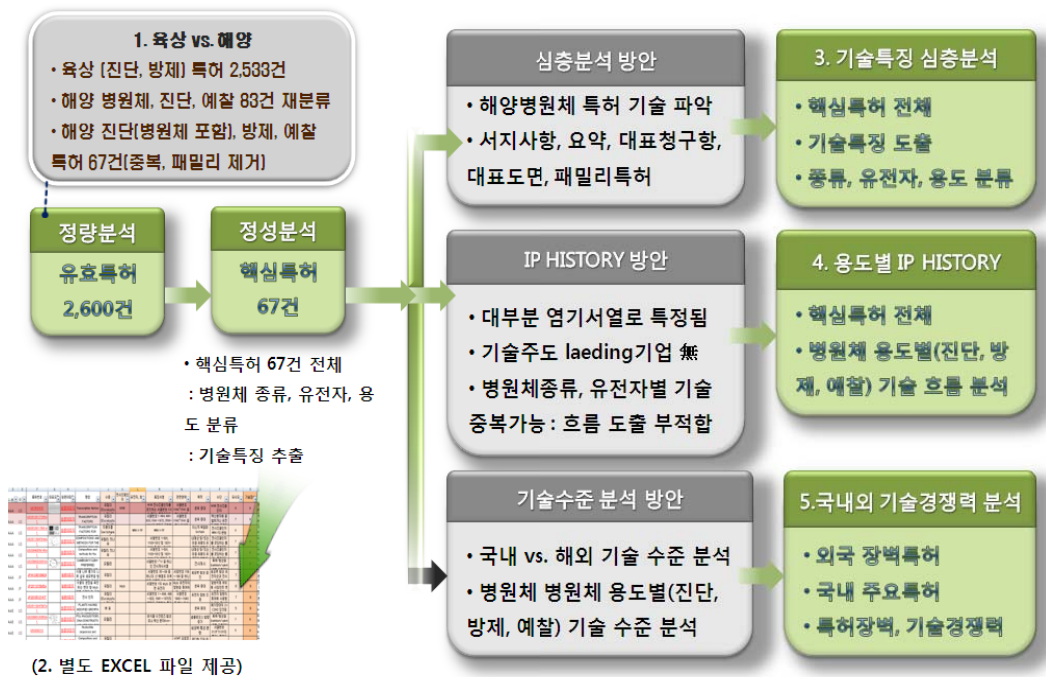 1. 육상 vs. 해양
• 육상 (진단, 방제) 특허 2,533건
• 해양 병원체, 진단, 예찰 83건 재분류
• 해양 진단(병원체 포함), 방제, 예찰
특허 67건(중복, 패밀리 제거)
정량분석
유효특허
2,600건
정성분석
핵심특허
67건
• 핵심특허 67건 전체
: 병원체 종류, 유전자, 용
도 분류
: 기술특징 추출
(2. 별도 EXCEL 파일 제공)
심층분석 방안
• 해양병원체 특허 기술 파악
• 서지사항, 요약, 대표청구항,
대표도면, 패밀리특허
3. 기술특징 심층분석
• 핵심특허 전체
• 기술특징 도출
• 종류, 유전자, 용도 분류
IP HISTORY 방안
• 대부분 염기서열로 특정됨
• 기술주도 laeding기업 無
• 병원체종류, 유전자별 기술
중복가능 : 흐름 도출 부적합
4. 용도별 IP HISTORY
• 핵심특허 전체
• 병원체 용도별(진단, 방
제, 예찰) 기술 흐름 분석
기술수준 분석 방안
• 국내 vs. 해외 기술 수준 분석
• 병원체 병원체 용도별(진단,
방제, 예찰) 기술 수준 분석
5.국내외 기술경쟁력 분석
• 외국 장벽특허
• 국내 주요특허
• 특허장벽, 기술경쟁력